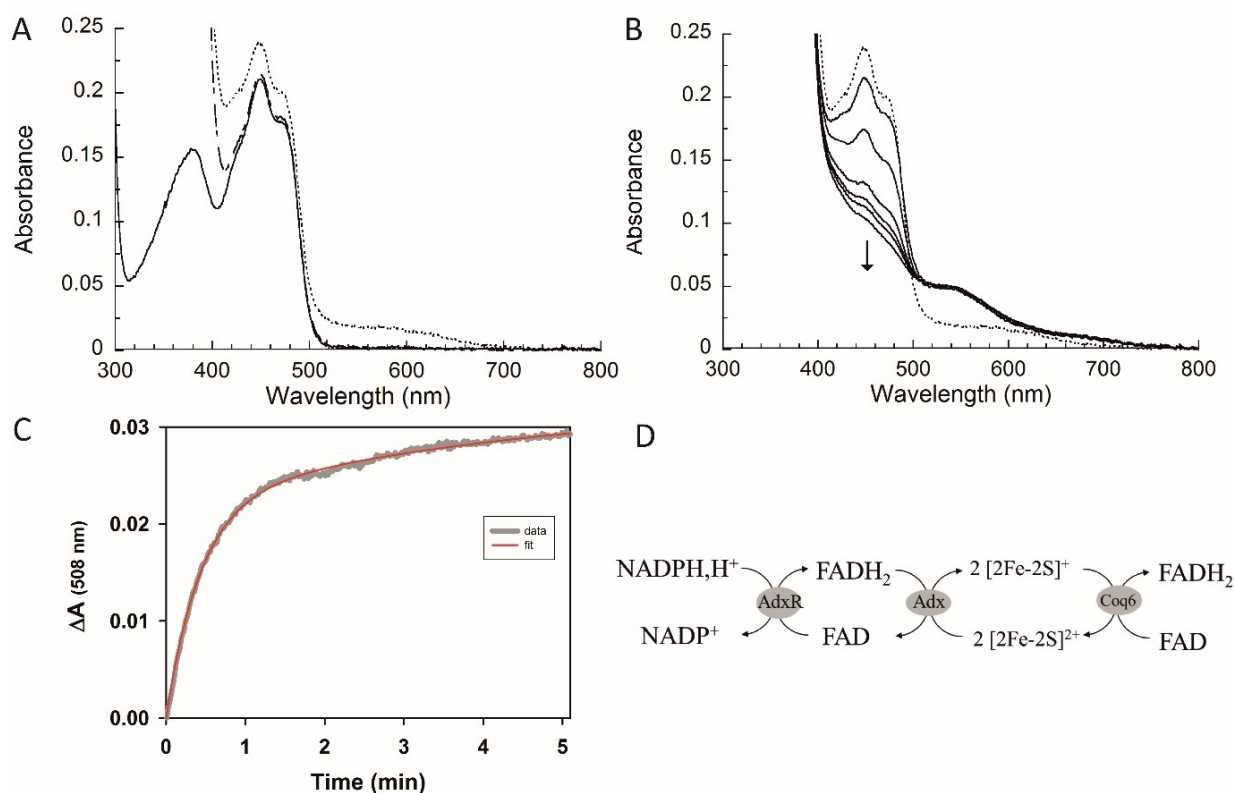 A
0.25
0.2
0.15
0.1
0.05
0
Absorbance
300 400 500 600 700 800
Wavelength (nm)
B
0.25
0.2
0.15
0.1
0.05
0
Absorbance
300 400 500 600 700 800
Wavelength (nm)
C
0.03
0.02
0.01
0.00
ΔA (508 nm)
data
fit
0 1 2 3 4 5
Time (min)
D
NADPH,H⁺ FADH₂ 2 [2Fe-2S]⁺ FADH₂
AdxR Adx Coq6
NADP⁺ FAD 2 [2Fe-2S]²⁺ FAD